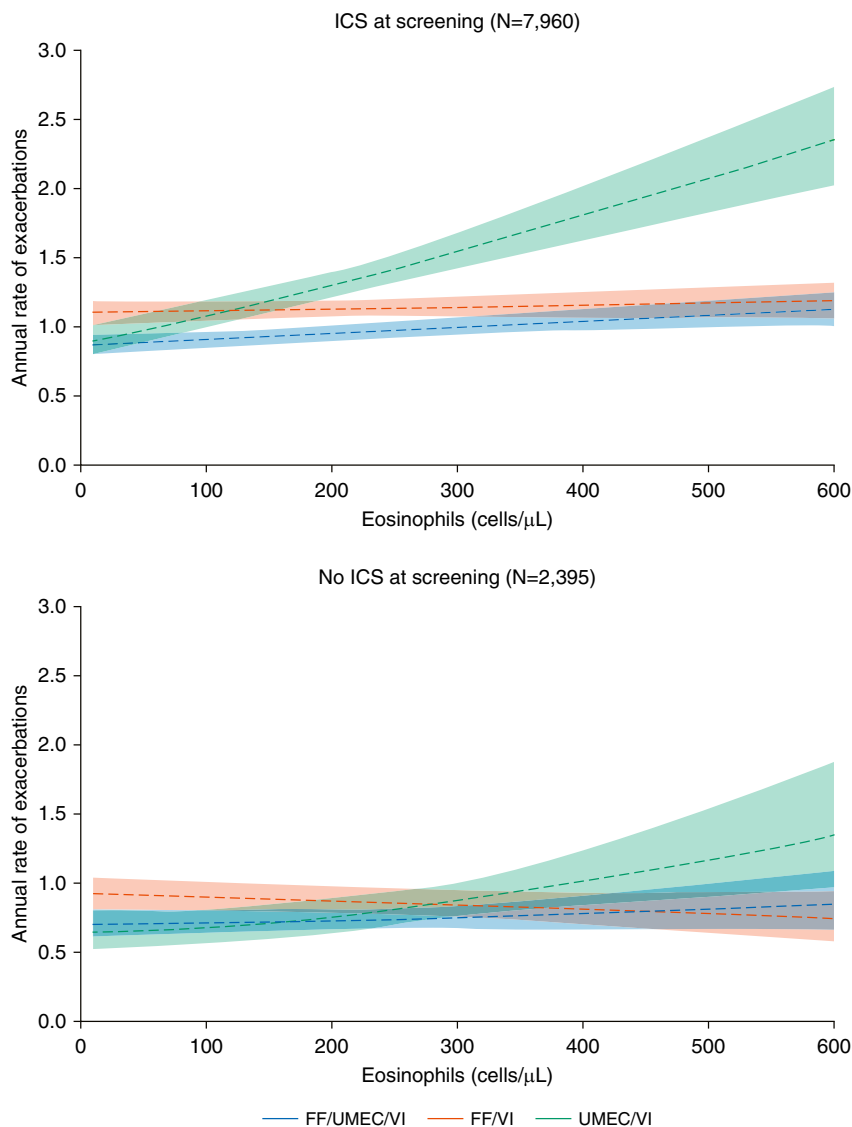 ICS at screening (N=7,960)
3.0
2.5
2.0
1.5
1.0
0.5
0.0
Annual rate of exacerbations
0 100 200 300 400 500 600
Eosinophils (cells/μL)
No ICS at screening (N=2,395)
3.0
2.5
2.0
1.5
1.0
0.5
0.0
Annual rate of exacerbations
0 100 200 300 400 500 600
Eosinophils (cells/μL)
FF/UMEC/VI FF/VI UMEC/VI